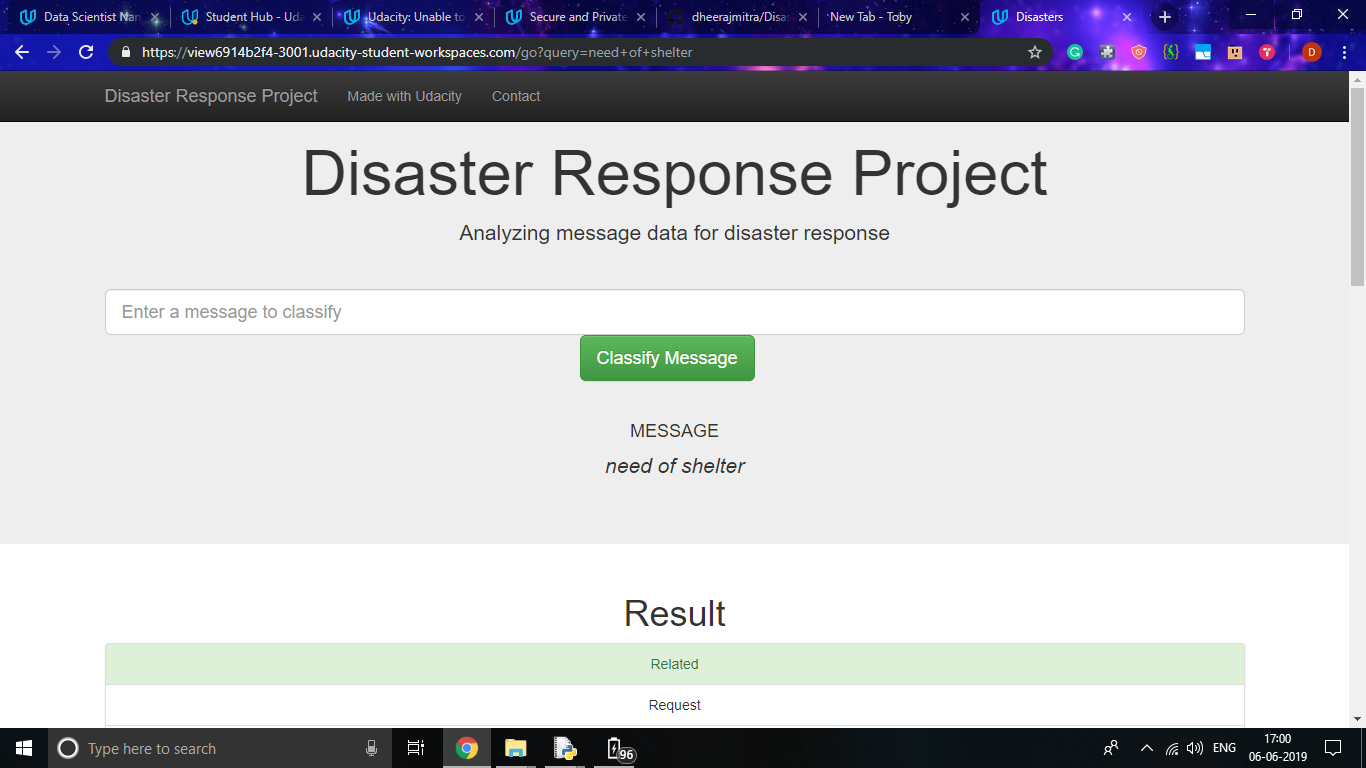 Data Scientist Nan
Student Hub - Uda
Udacity: Unable to
Secure and Private
dheerajmitra/Disas
New Tab - Toby
Disasters
https://view6914b2f4-3001.udacity-student-workspaces.com/go?query=need+of+shelter
D
Disaster Response Project Made with Udacity Contact
Disaster Response Project
Analyzing message data for disaster response
Enter a message to classify
Classify Message
MESSAGE
need of shelter
Result
Related
Request
Type here to search
96
ENG
17:00
06-06-2019